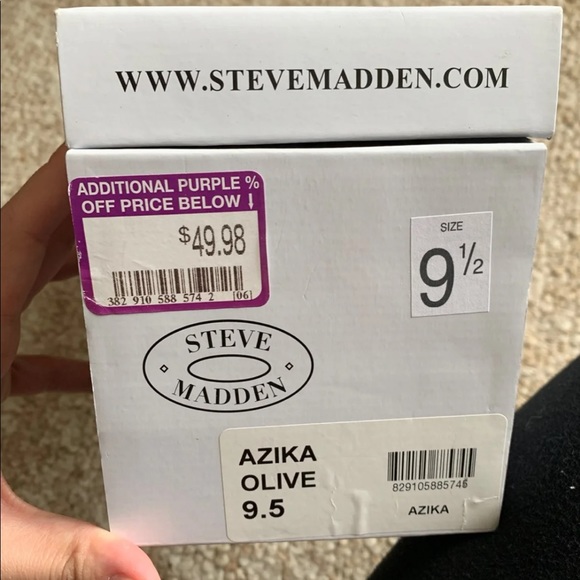 WWW.STEVEMADDEN.COM
ADDITIONAL PURPLE %
OFF PRICE BELOW ↓
$49.98
382 910 588 574 2 [06]
SIZE
9 1/2
STEVE
MADDEN
AZIKA
OLIVE
9.5
829105885746
AZIKA